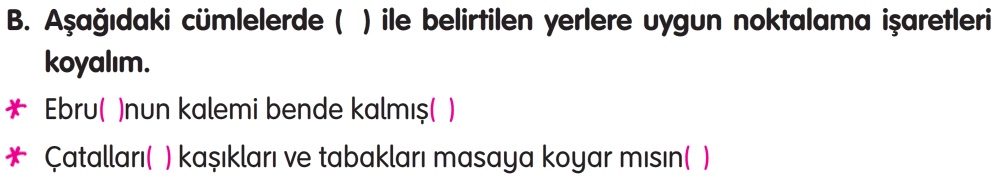 B. Aşağıdaki cümlelerde ( ) ile belirtilen yerlere uygun noktalama işaretleri
koyalım.
* Ebru( )nun kalemi bende kalmış( )
* Çatalları( ) kaşıkları ve tabakları masaya koyar mısın( )